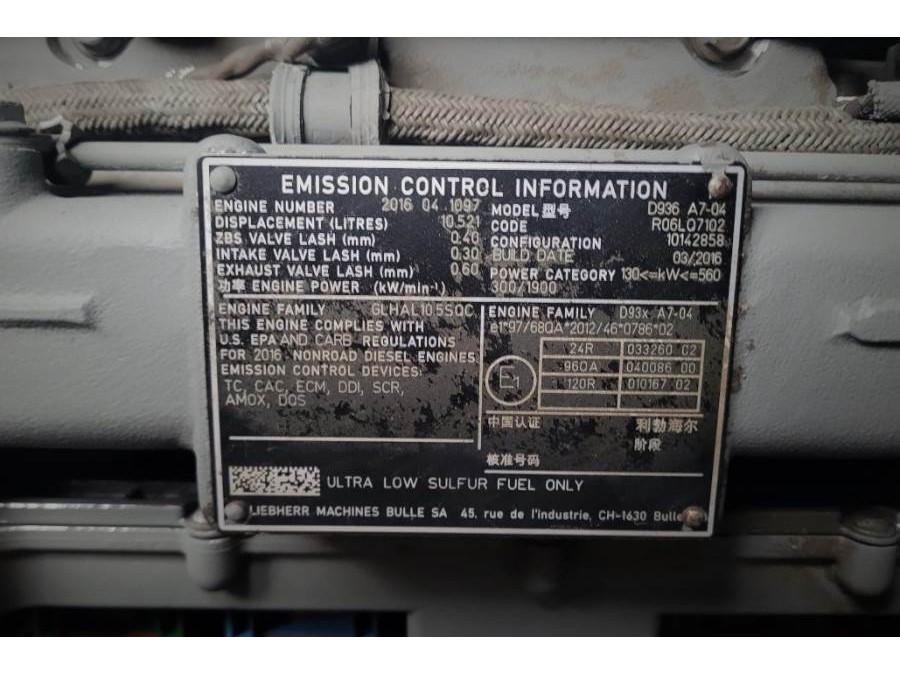 EMISSION CONTROL INFORMATION
ENGINE NUMBER 2016 04 1097
DISPLACEMENT (LITRES) 10.521
ZBS VALVE LASH (mm) 0.40
INTAKE VALVE LASH (mm) 0.30
EXHAUST VALVE LASH (mm) 0.60
功率 ENGINE POWER (kW/min⁻¹) 300/1900
MODEL 型号 D936 A7-04
CODE R06LQ7102
CONFIGURATION 10142858
BUILD DATE 03/2016
POWER CATEGORY 130<=kW<=560
ENGINE FAMILY GLHAL10.5SQC
THIS ENGINE COMPLIES WITH
U.S. EPA AND CARB REGULATIONS
FOR 2016 NONROAD DIESEL ENGINES
EMISSION CONTROL DEVICES:
TC, CAC, ECM, DDI, SCR,
AMOX, DQS
ENGINE FAMILY D93x A7-04
e1*97/68QA*2012/46*0786*02
E1
24R 033260 02
96QA 040086 00
120R 010167 02
中国认证 利勃海尔
阶段
核准号码
ULTRA LOW SULFUR FUEL ONLY
LIEBHERR MACHINES BULLE SA 45, rue de l'industrie, CH-1630 Bulle